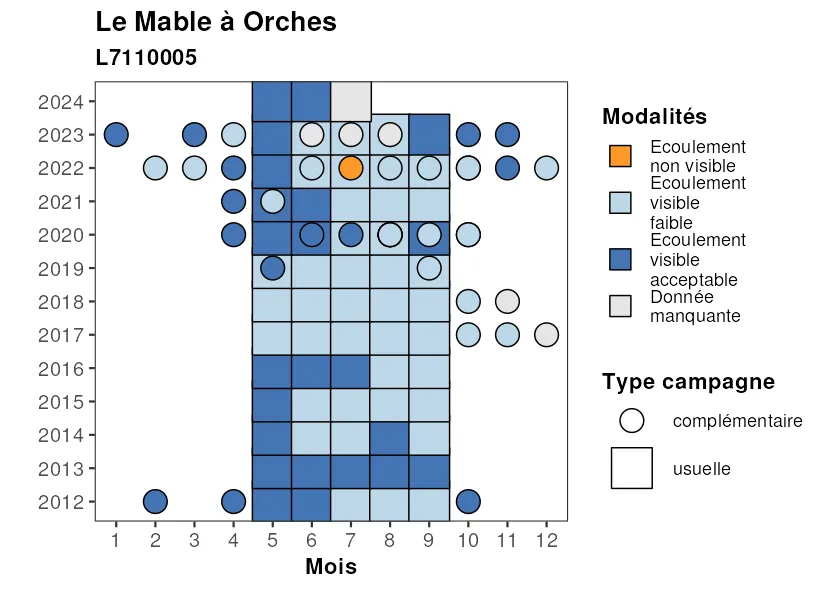 Le Mable à Orches
L7110005
2024
2023
2022
2021
2020
2019
2018
2017
2016
2015
2014
2013
2012
1 2 3 4 5 6 7 8 9 10 11 12
Mois
Modalités
Ecoulement
non visible
Ecoulement
visible
faible
Ecoulement
visible
acceptable
Donnée
manquante
Type campagne
complémentaire
usuelle